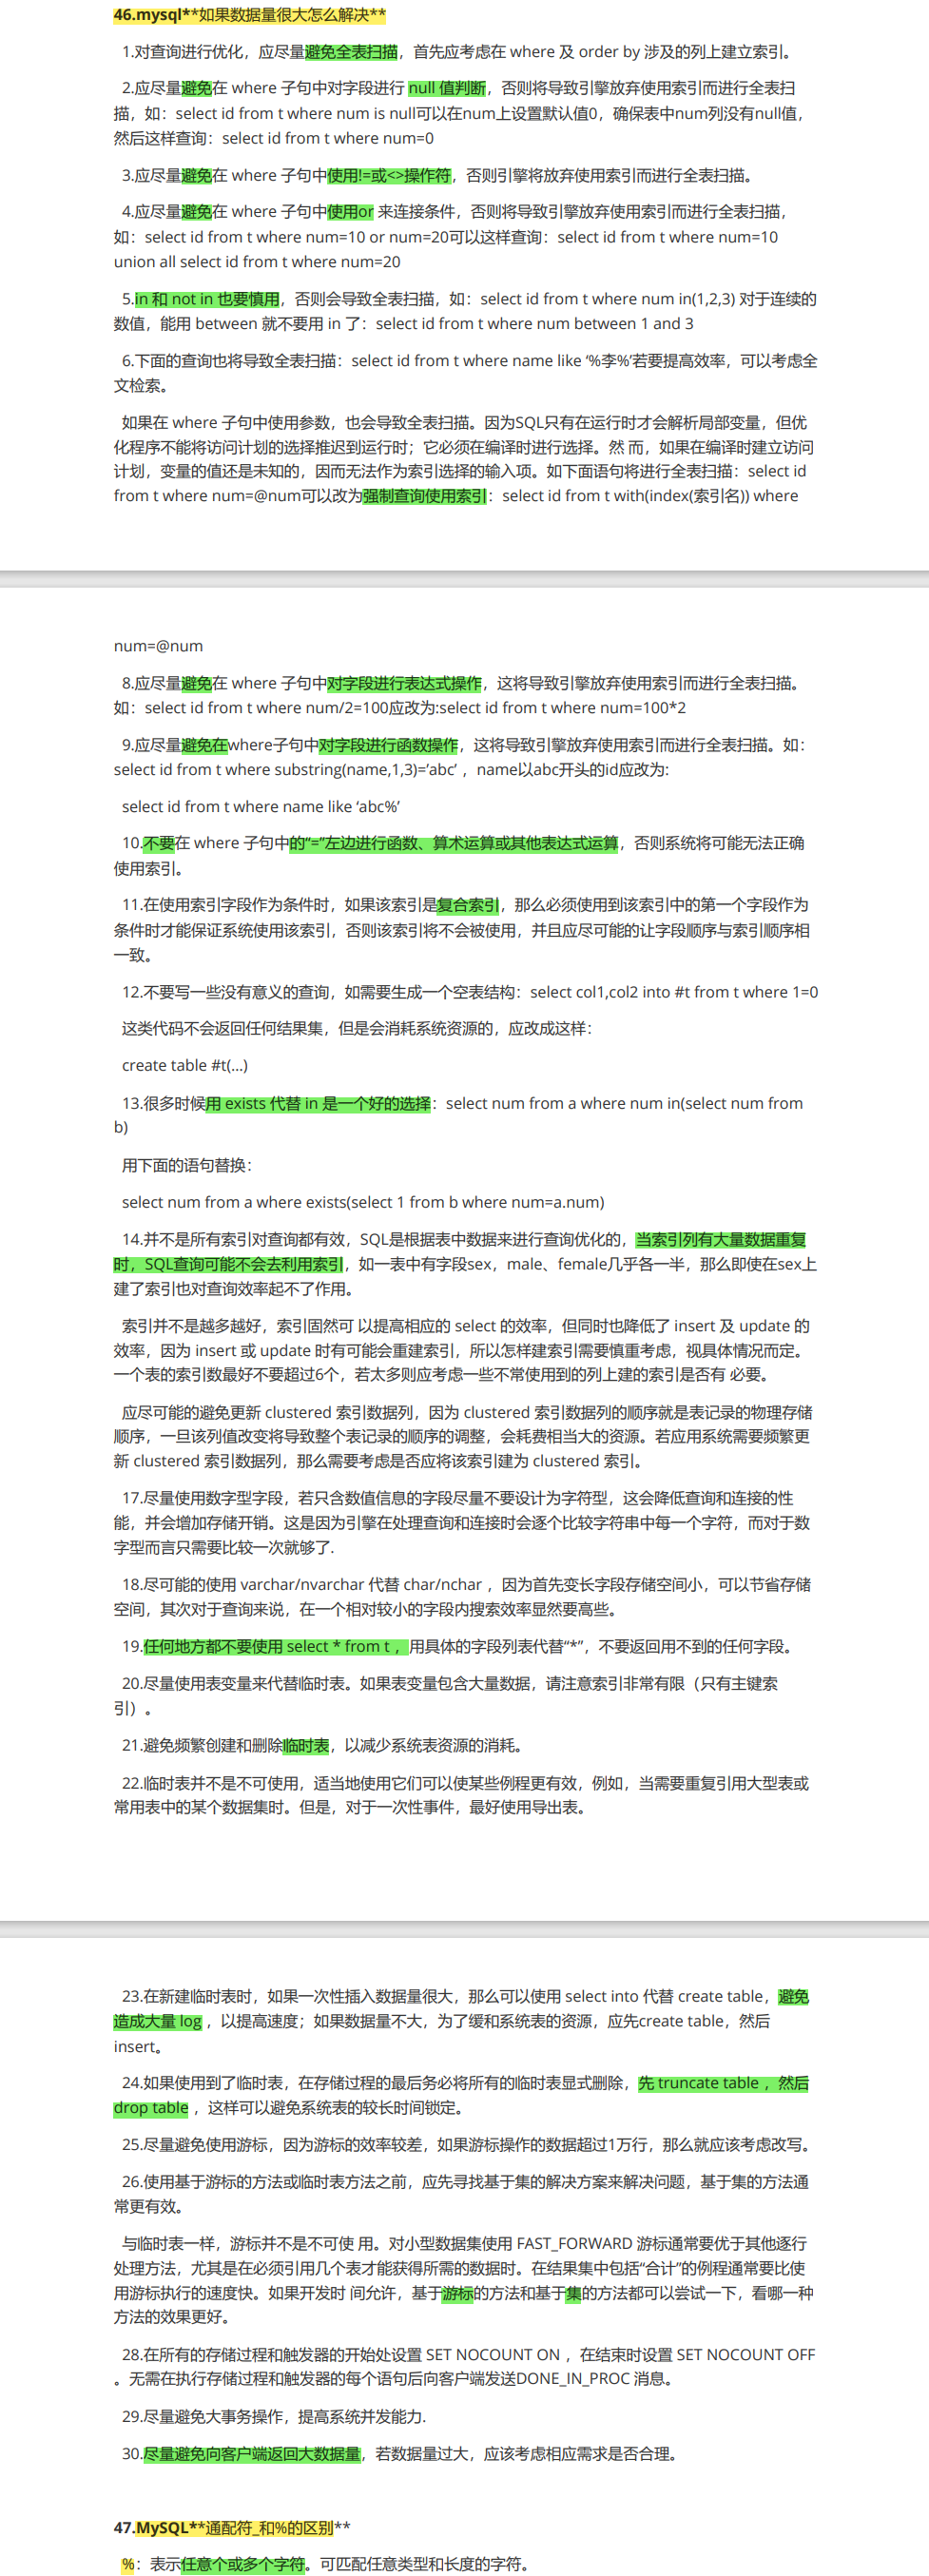 46.mysql**如果数据量很大怎么解决**
1.对查询进行优化，应尽量避免全表扫描，首先应考虑在 where 及 order by 涉及的列上建立索引。
2.应尽量避免在 where 子句中对字段进行 null 值判断，否则将导致引擎放弃使用索引而进行全表扫
描，如：select id from t where num is null可以在num上设置默认值0，确保表中num列没有null值，
然后这样查询：select id from t where num=0
3.应尽量避免在 where 子句中使用!=或<>操作符，否则引擎将放弃使用索引而进行全表扫描。
4.应尽量避免在 where 子句中使用or 来连接条件，否则将导致引擎放弃使用索引而进行全表扫描，
如：select id from t where num=10 or num=20可以这样查询：select id from t where num=10
union all select id from t where num=20
5.in 和 not in 也要慎用，否则会导致全表扫描，如：select id from t where num in(1,2,3) 对于连续的
数值，能用 between 就不要用 in 了：select id from t where num between 1 and 3
6.下面的查询也将导致全表扫描：select id from t where name like ‘%李%’若要提高效率，可以考虑全
文检索。
如果在 where 子句中使用参数，也会导致全表扫描。因为SQL只有在运行时才会解析局部变量，但优
化程序不能将访问计划的选择推迟到运行时；它必须在编译时进行选择。然 而，如果在编译时建立访问
计划，变量的值还是未知的，因而无法作为索引选择的输入项。如下面语句将进行全表扫描：select id
from t where num=@num可以改为强制查询使用索引：select id from t with(index(索引名)) where
num=@num
8.应尽量避免在 where 子句中对字段进行表达式操作，这将导致引擎放弃使用索引而进行全表扫描。
如：select id from t where num/2=100应改为:select id from t where num=100*2
9.应尽量避免在where子句中对字段进行函数操作，这将导致引擎放弃使用索引而进行全表扫描。如：
select id from t where substring(name,1,3)=’abc’ ，name以abc开头的id应改为:
select id from t where name like ‘abc%’
10.不要在 where 子句中的“=”左边进行函数、算术运算或其他表达式运算，否则系统将可能无法正确
使用索引。
11.在使用索引字段作为条件时，如果该索引是复合索引，那么必须使用到该索引中的第一个字段作为
条件时才能保证系统使用该索引，否则该索引将不会被使用，并且应尽可能的让字段顺序与索引顺序相
一致。
12.不要写一些没有意义的查询，如需要生成一个空表结构：select col1,col2 into #t from t where 1=0
这类代码不会返回任何结果集，但是会消耗系统资源的，应改成这样：
create table #t(…)
13.很多时候用 exists 代替 in 是一个好的选择：select num from a where num in(select num from
b)
用下面的语句替换：
select num from a where exists(select 1 from b where num=a.num)
14.并不是所有索引对查询都有效，SQL是根据表中数据来进行查询优化的，当索引列有大量数据重复
时，SQL查询可能不会去利用索引，如一表中有字段sex，male、female几乎各一半，那么即使在sex上
建了索引也对查询效率起不了作用。
索引并不是越多越好，索引固然可 以提高相应的 select 的效率，但同时也降低了 insert 及 update 的
效率，因为 insert 或 update 时有可能会重建索引，所以怎样建索引需要慎重考虑，视具体情况而定。
一个表的索引数最好不要超过6个，若太多则应考虑一些不常使用到的列上建的索引是否有 必要。
应尽可能的避免更新 clustered 索引数据列，因为 clustered 索引数据列的顺序就是表记录的物理存储
顺序，一旦该列值改变将导致整个表记录的顺序的调整，会耗费相当大的资源。若应用系统需要频繁更
新 clustered 索引数据列，那么需要考虑是否应将该索引建为 clustered 索引。
17.尽量使用数字型字段，若只含数值信息的字段尽量不要设计为字符型，这会降低查询和连接的性
能，并会增加存储开销。这是因为引擎在处理查询和连接时会逐个比较字符串中每一个字符，而对于数
字型而言只需要比较一次就够了.
18.尽可能的使用 varchar/nvarchar 代替 char/nchar ，因为首先变长字段存储空间小，可以节省存储
空间，其次对于查询来说，在一个相对较小的字段内搜索效率显然要高些。
19.任何地方都不要使用 select * from t ，用具体的字段列表代替“*”，不要返回用不到的任何字段。
20.尽量使用表变量来代替临时表。如果表变量包含大量数据，请注意索引非常有限（只有主键索
引）。
21.避免频繁创建和删除临时表，以减少系统表资源的消耗。
22.临时表并不是不可使用，适当地使用它们可以使某些例程更有效，例如，当需要重复引用大型表或
常用表中的某个数据集时。但是，对于一次性事件，最好使用导出表。
23.在新建临时表时，如果一次性插入数据量很大，那么可以使用 select into 代替 create table，避免
造成大量 log ，以提高速度；如果数据量不大，为了缓和系统表的资源，应先create table，然后
insert。
24.如果使用到了临时表，在存储过程的最后务必将所有的临时表显式删除，先 truncate table ，然后
drop table ，这样可以避免系统表的较长时间锁定。
25.尽量避免使用游标，因为游标的效率较差，如果游标操作的数据超过1万行，那么就应该考虑改写。
26.使用基于游标的方法或临时表方法之前，应先寻找基于集的解决方案来解决问题，基于集的方法通
常更有效。
与临时表一样，游标并不是不可使 用。对小型数据集使用 FAST_FORWARD 游标通常要优于其他逐行
处理方法，尤其是在必须引用几个表才能获得所需的数据时。在结果集中包括“合计”的例程通常要比使
用游标执行的速度快。如果开发时 间允许，基于游标的方法和基于集的方法都可以尝试一下，看哪一种
方法的效果更好。
28.在所有的存储过程和触发器的开始处设置 SET NOCOUNT ON ，在结束时设置 SET NOCOUNT OFF
。无需在执行存储过程和触发器的每个语句后向客户端发送DONE_IN_PROC 消息。
29.尽量避免大事务操作，提高系统并发能力.
30.尽量避免向客户端返回大数据量，若数据量过大，应该考虑相应需求是否合理。
47.MySQL**通配符_和%的区别**
%：表示任意个或多个字符。可匹配任意类型和长度的字符。